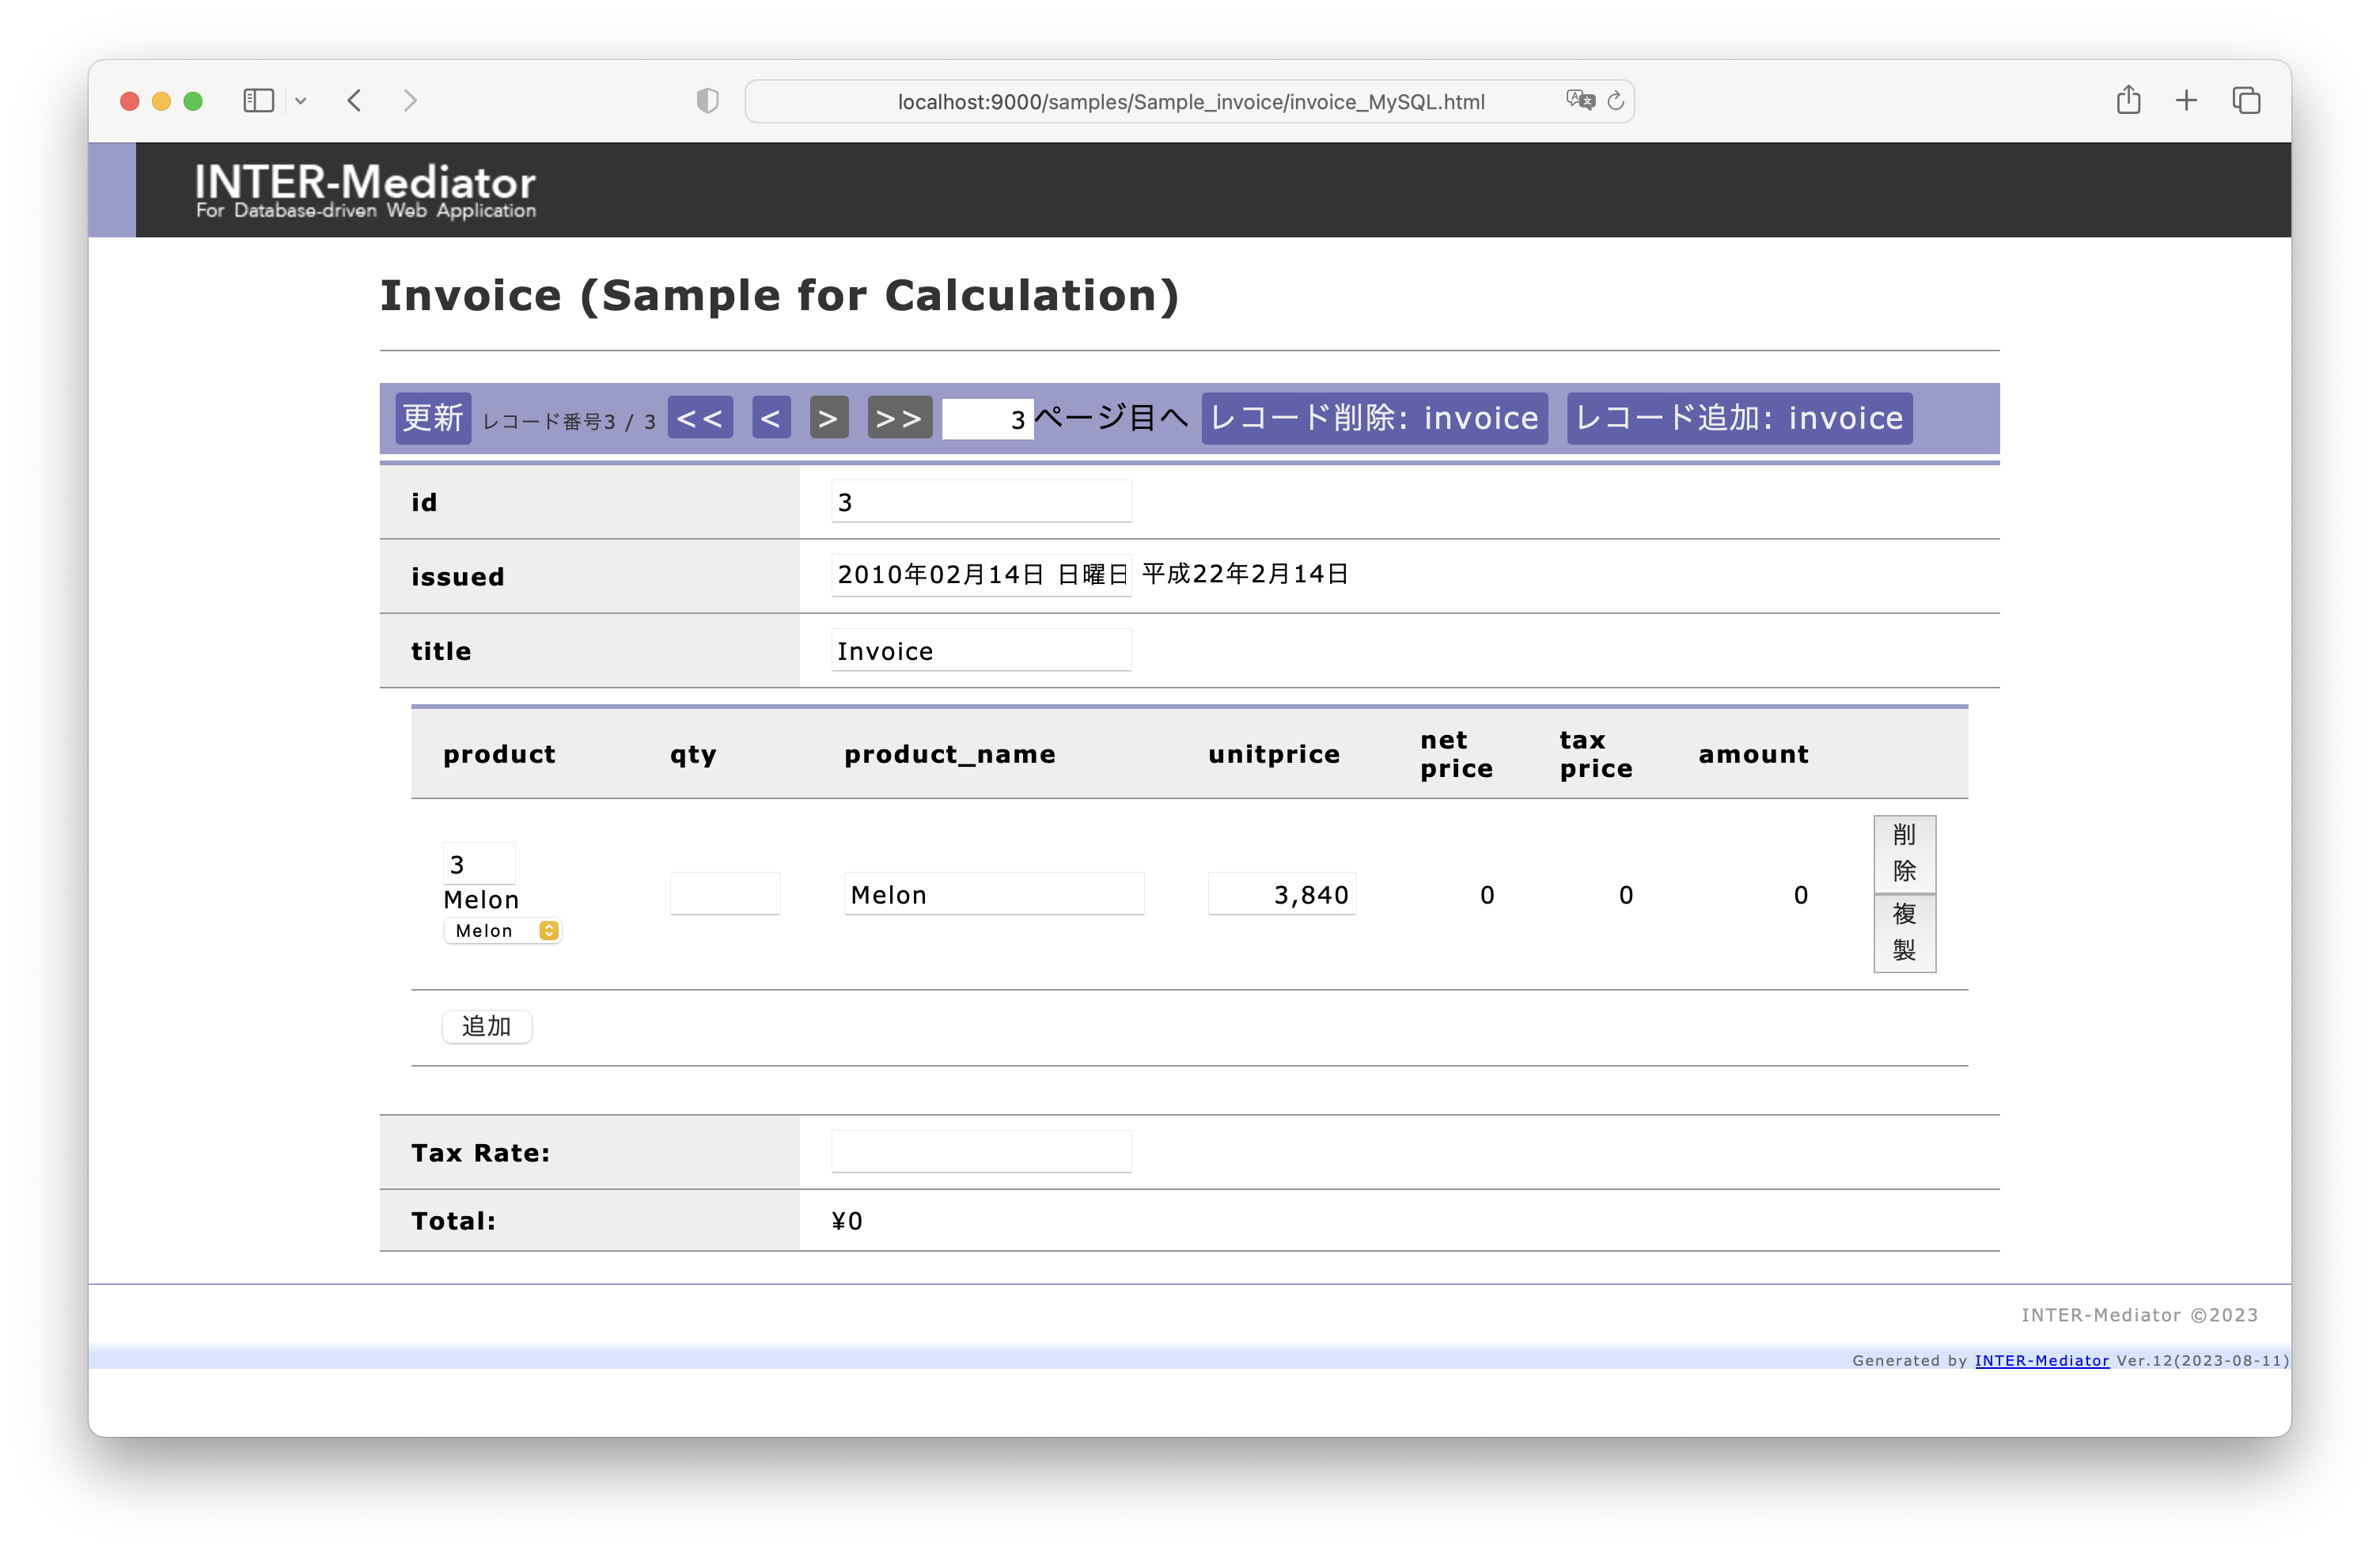 localhost:9000/samples/Sample_invoice/invoice_MySQL.html
INTER-Mediator
For Database-driven Web Application
Invoice (Sample for Calculation)
更新 レコード番号3 / 3 << < > >> 3 ページ目へ レコード削除: invoice レコード追加: invoice
id 3
issued 2010年02月14日 日曜日 平成22年2月14日
title Invoice
product qty product_name unitprice net price tax price amount
3
Melon
Melon
Melon 3,840 0 0 0
削除
複製
追加
Tax Rate:
Total: ¥0
INTER-Mediator ©2023
Generated by INTER-Mediator Ver.12(2023-08-11)